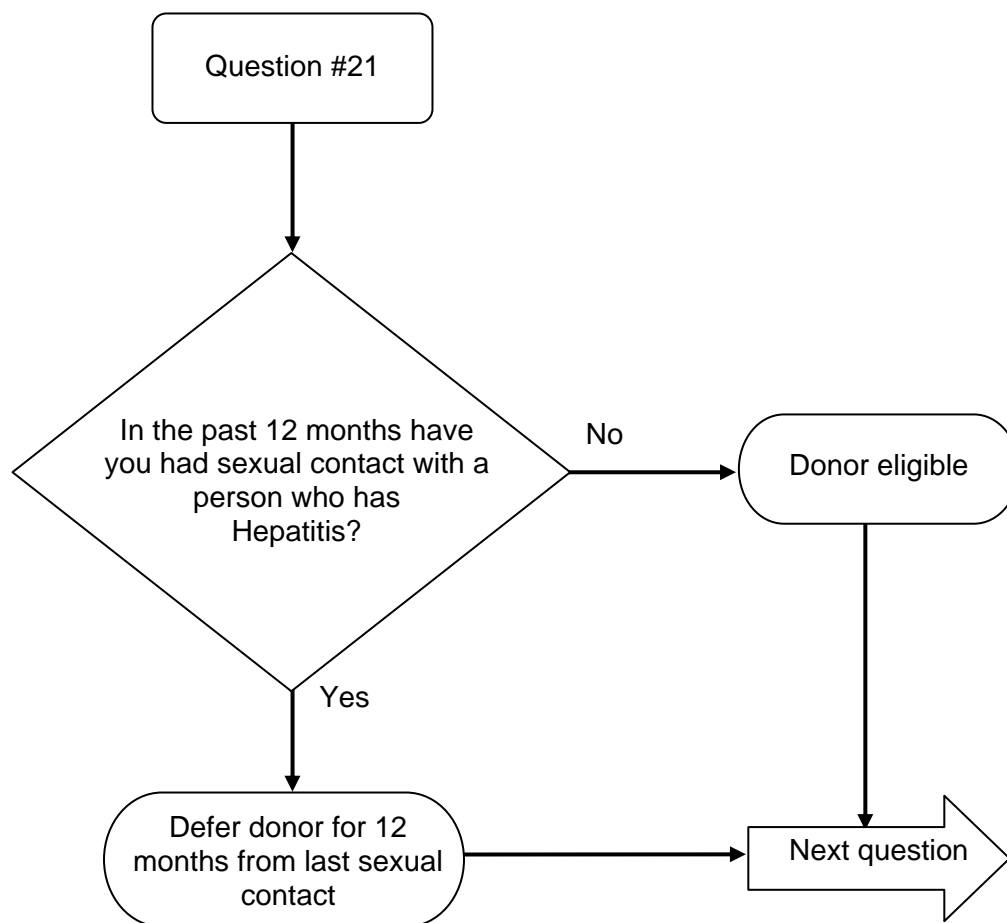 Question #21
In the past 12 months have
you had sexual contact with a
person who has
Hepatitis?
No
Donor eligible
Yes
Defer donor for 12
months from last sexual
contact
Next question